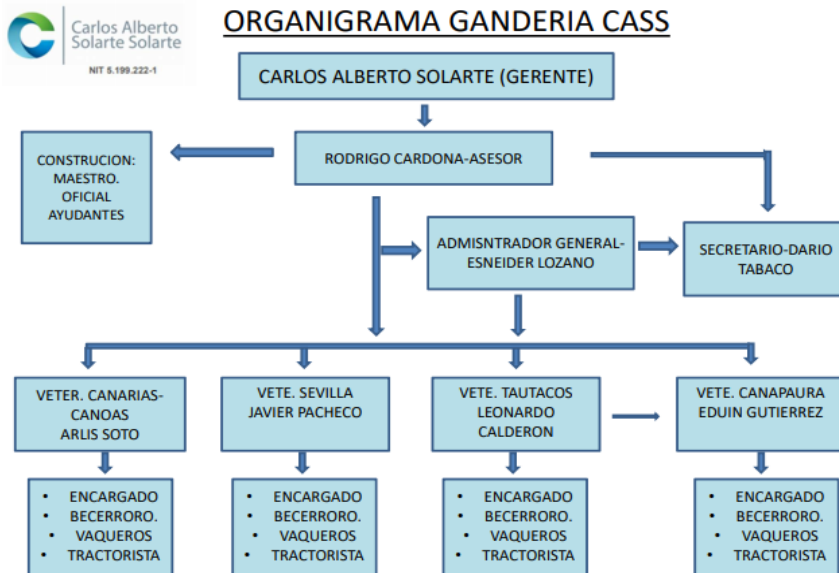 Carlos Alberto
Solarte Solarte
NIT 5.199.222-1
ORGANIGRAMA GANDERIA CASS
CARLOS ALBERTO SOLARTE (GERENTE)
CONSTRUCION:
MAESTRO.
OFICIAL
AYUDANTES
RODRIGO CARDONA-ASESOR
ADMISNTRADOR GENERAL-
ESNEIDER LOZANO
SECRETARIO-DARIO
TABACO
VETER. CANARIAS-
CANOAS
ARLIS SOTO
VETE. SEVILLA
JAVIER PACHECO
VETE. TAUTACOS
LEONARDO
CALDERON
VETE. CANAPAURA
EDUIN GUTIERREZ
• ENCARGADO
• BECERRORO.
• VAQUEROS
• TRACTORISTA
• ENCARGADO
• BECERRORO.
• VAQUEROS
• TRACTORISTA
• ENCARGADO
• BECERRORO.
• VAQUEROS
• TRACTORISTA
• ENCARGADO
• BECERRORO.
• VAQUEROS
• TRACTORISTA